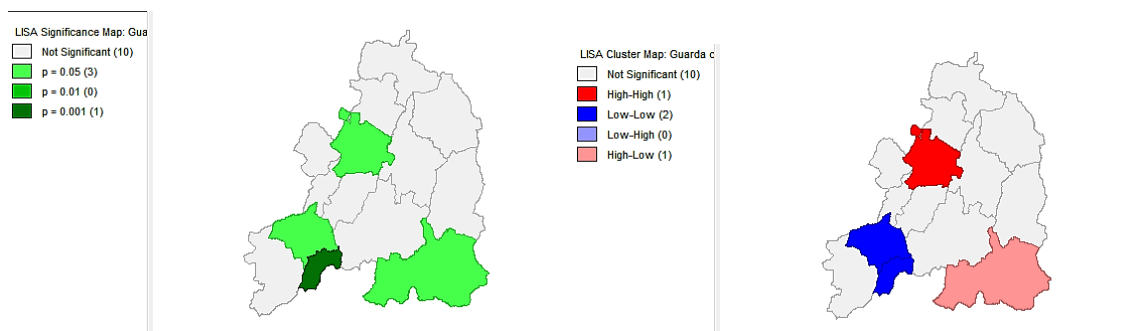 LISA Significance Map: Gua
Not Significant (10)
p = 0.05 (3)
p = 0.01 (0)
p = 0.001 (1)
LISA Cluster Map: Guarda c
Not Significant (10)
High-High (1)
Low-Low (2)
Low-High (0)
High-Low (1)